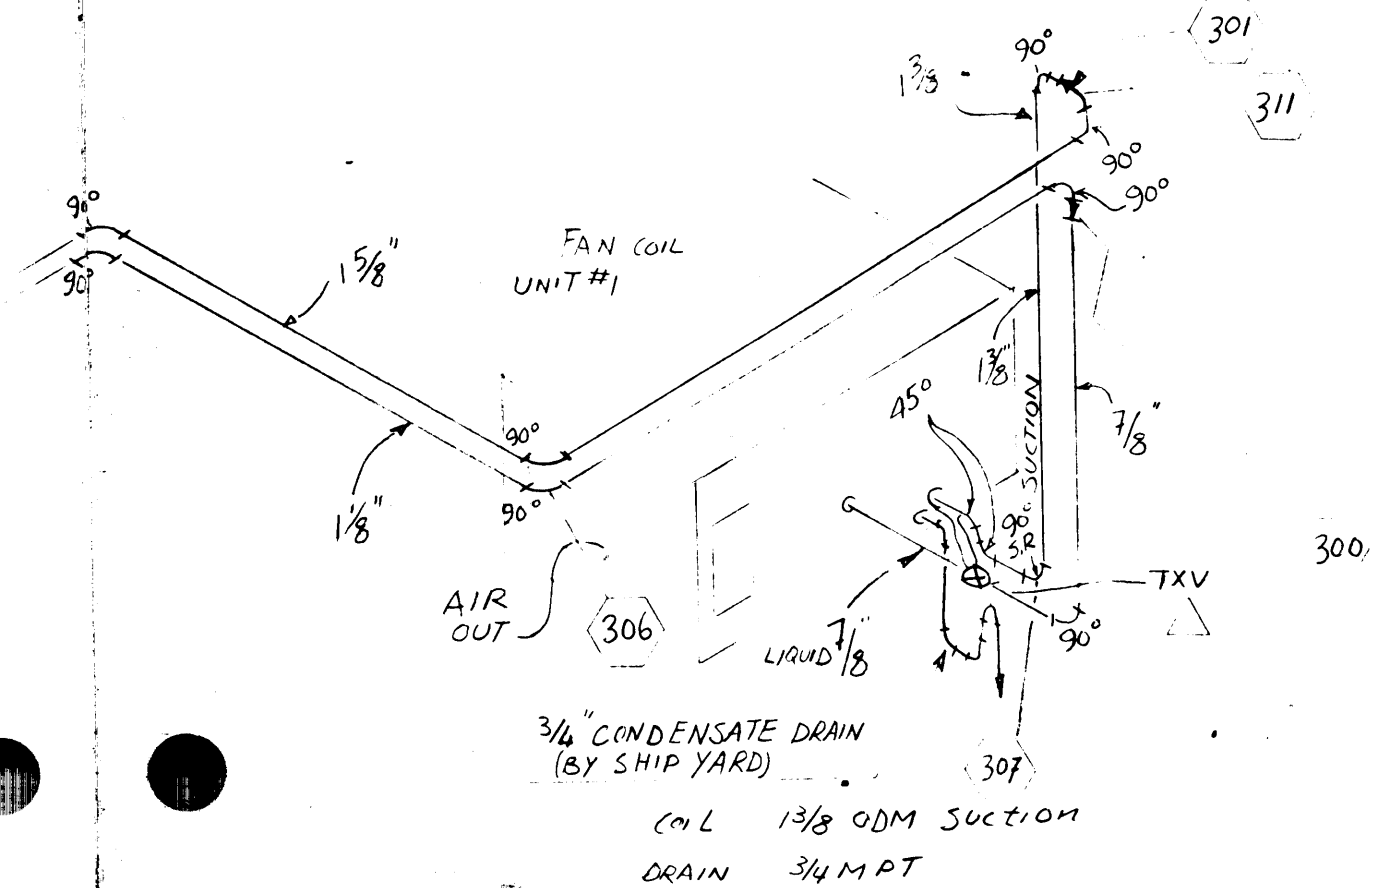 301
90°
1 3/8
311
90°
90°
90°
1 5/8"
90°
FAN COIL
UNIT #1
1 3/8"
45°
SUCTION
7/8"
90°
1 1/8"
90°
90°
S.R
300
TXV
AIR
OUT
306
LIQUID 7/8"
90°
3/4" CONDENSATE DRAIN
(BY SHIP YARD)
307
COIL 1 3/8 ODM SUCTION
DRAIN 3/4 MPT